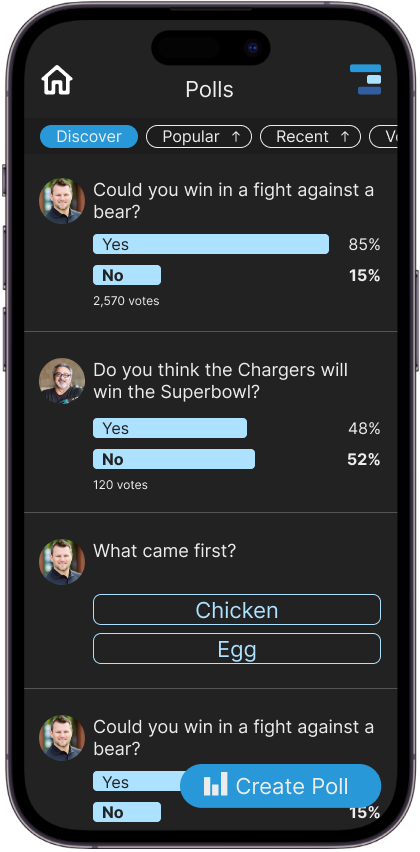 Polls
Discover
Popular ↑
Recent ↑
Could you win in a fight against a
bear?
Yes
85%
No
15%
2,570 votes
Do you think the Chargers will
win the Superbowl?
Yes
48%
No
52%
120 votes
What came first?
Chicken
Egg
Could you win in a fight against a
bear?
Yes
Create Poll
No
15%